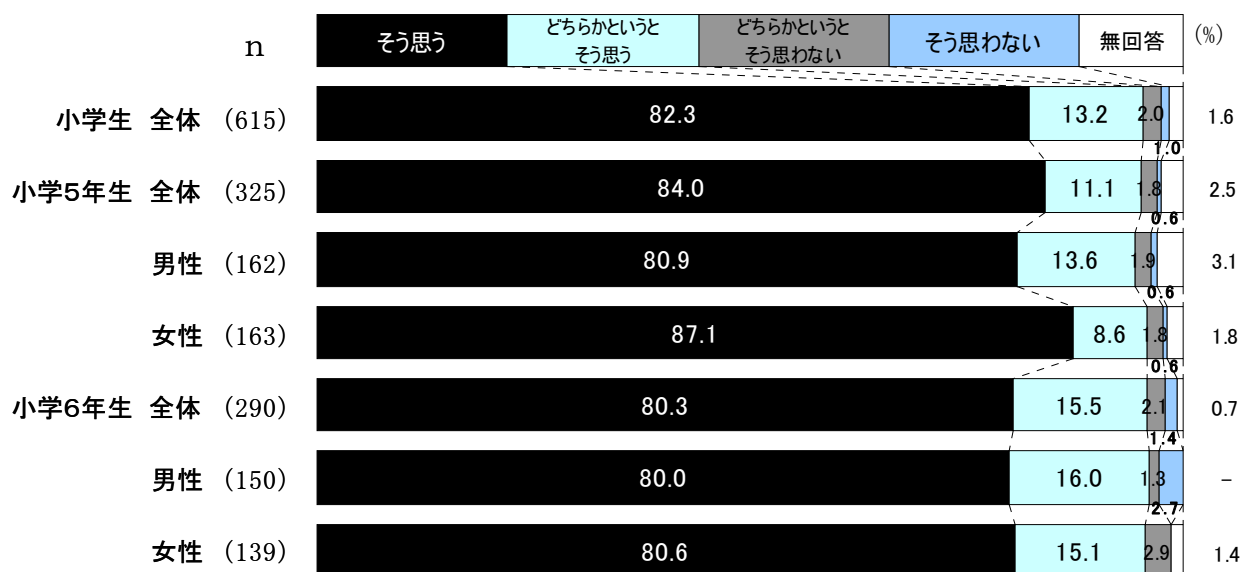 n そう思う どちらかというと そう思う どちらかというと そう思わない そう思わない 無回答 (%)
小学生 全体 (615) 82.3 13.2 2.0 1.0 1.6
小学5年生 全体 (325) 84.0 11.1 1.8 0.6 2.5
男性 (162) 80.9 13.6 1.9 0.6 3.1
女性 (163) 87.1 8.6 1.8 0.6 1.8
小学6年生 全体 (290) 80.3 15.5 2.1 1.4 0.7
男性 (150) 80.0 16.0 1.3 2.7 －
女性 (139) 80.6 15.1 2.9 1.4